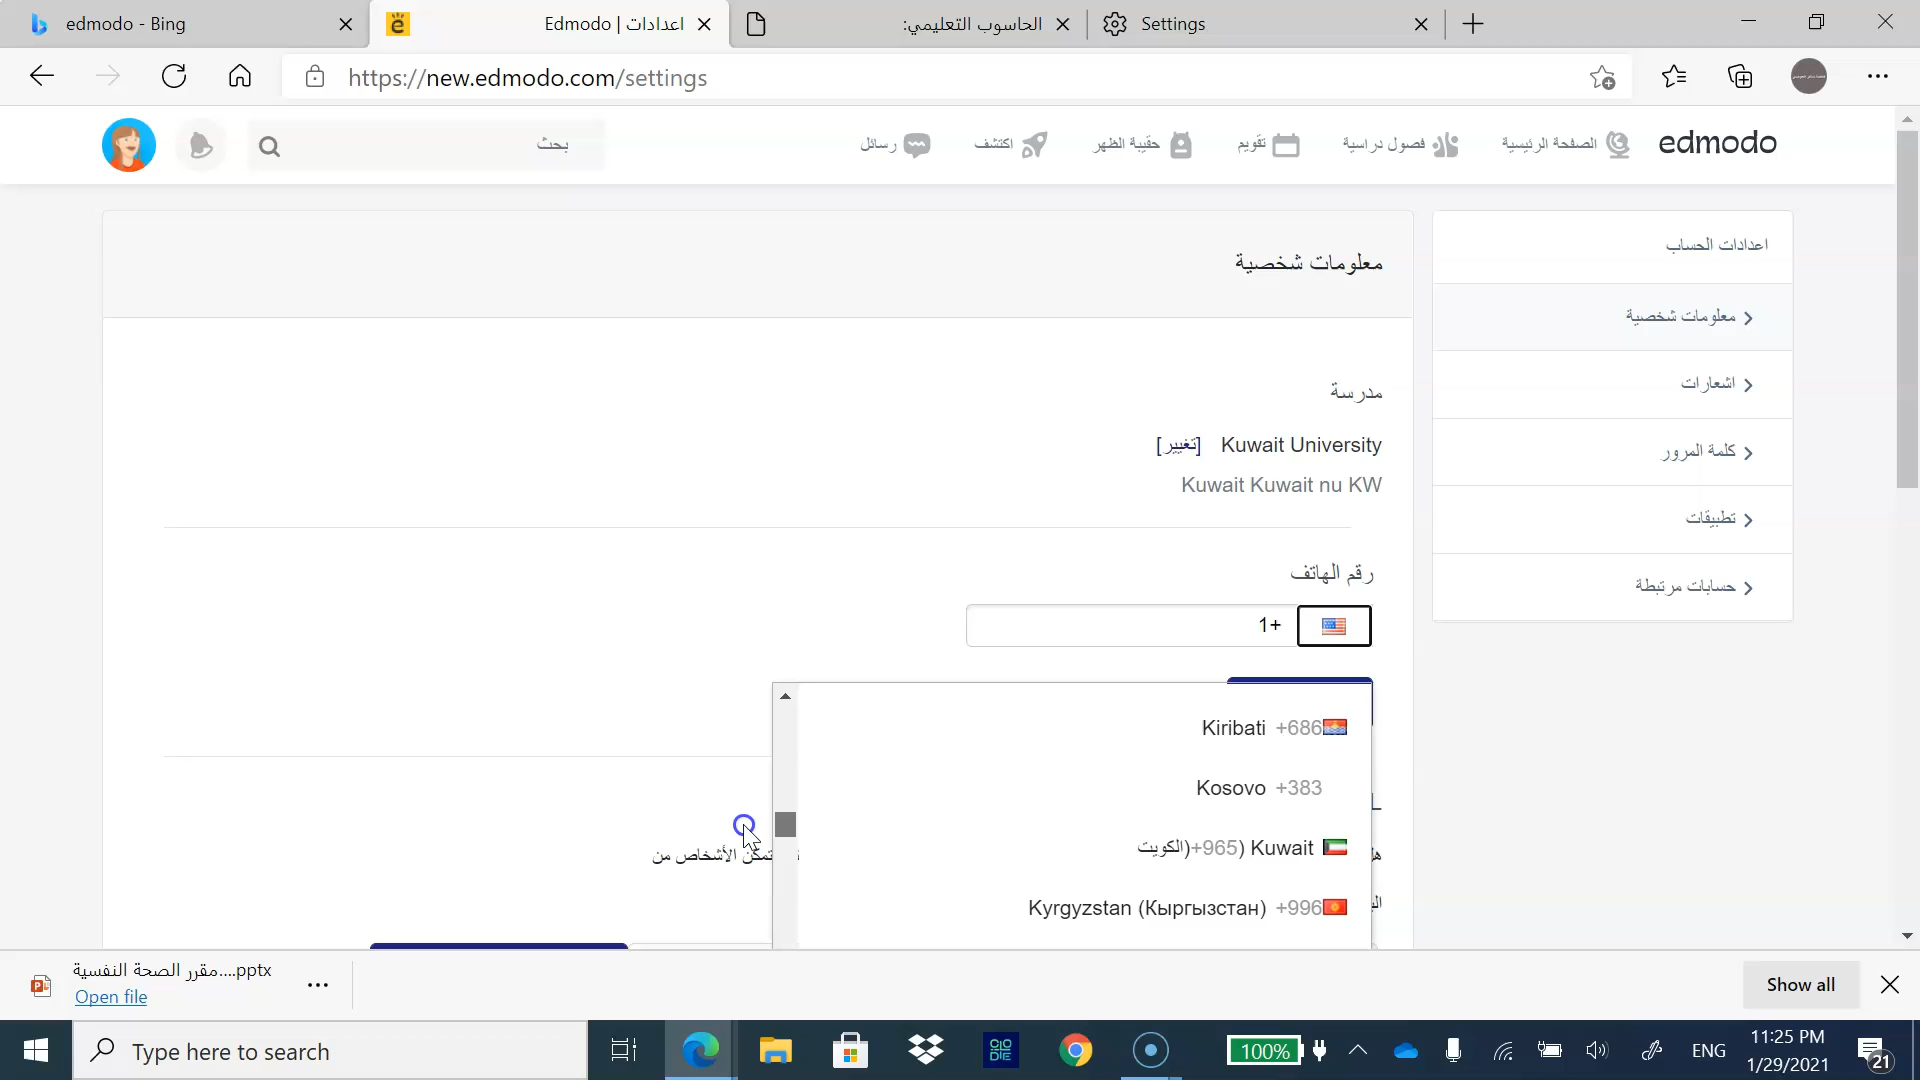 edmodo - Bing
اعدادات | Edmodo
الحاسوب التعليمي:
Settings
https://new.edmodo.com/settings
edmodo
الصفحة الرئيسية
فصول دراسية
تقويم
حقيبة الظهر
اكتشف
رسائل
بحث
معلومات شخصية
مدرسة
Kuwait University [تغيير]
Kuwait Kuwait nu KW
رقم الهاتف
+1
Kiribati +686
Kosovo +383
Kuwait (الكويت) +965
Kyrgyzstan (Кыргызстан) +996
تمكن الأشخاص من
اعدادات الحساب
معلومات شخصية
اشعارات
كلمة المرور
تطبيقات
حسابات مرتبطة
مقرر الصحة النفسية....pptx
Open file
Show all
Type here to search
CODE
100%
ENG
11:25 PM
1/29/2021
21